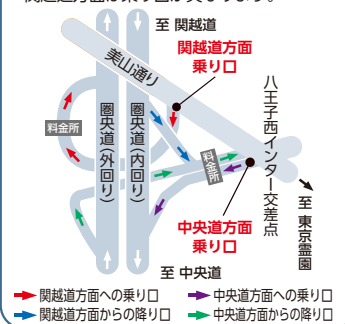 至 関越道
関越道方面
乗り口
美山通り
八王子西インター交差点
圏央道(外回り)
圏央道(内回り)
料金所
料金所
至 東京霊園
中央道方面
乗り口
至 中央道
関越道方面への乗り口
中央道方面への乗り口
関越道方面からの降り口
中央道方面からの降り口